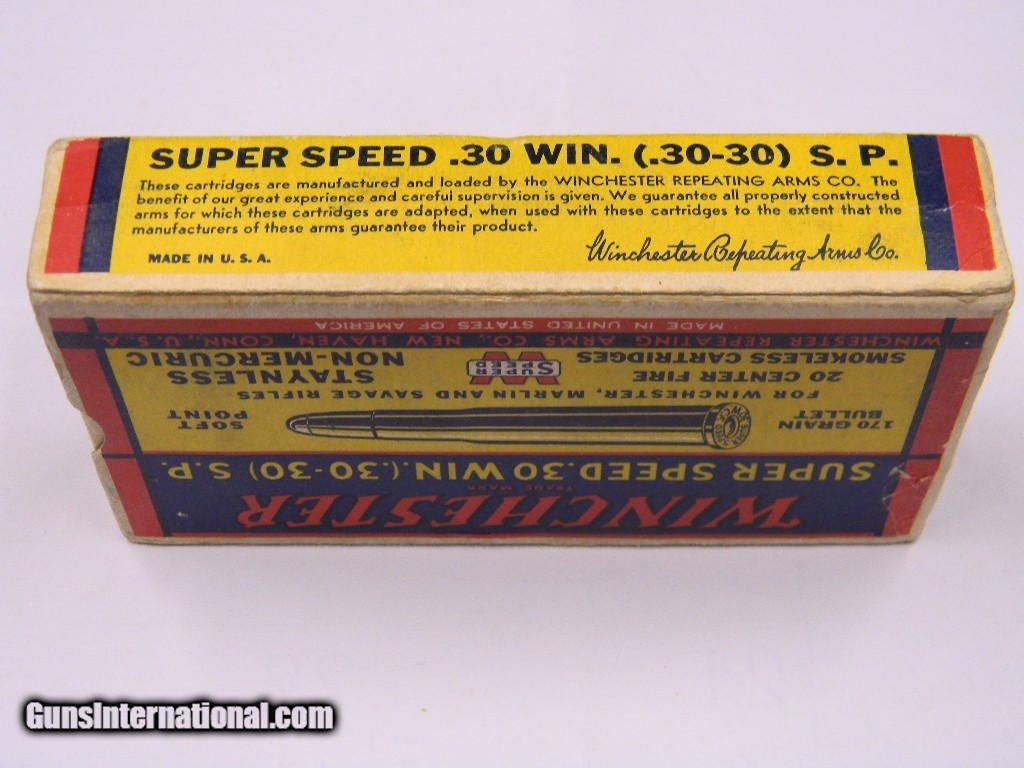 SUPER SPEED .30 WIN. (.30-30) S. P.
These cartridges are manufactured and loaded by the WINCHESTER REPEATING ARMS CO. The
benefit of our great experience and careful supervision is given. We guarantee all properly constructed
arms for which these cartridges are adapted, when used with these cartridges to the extent that the
manufacturers of these arms guarantee their product.
MADE IN U. S. A.
Winchester Repeating Arms Co.
WINCHESTER
TRADE MARK
SUPER SPEED .30 WIN. (.30-30) S.P.
170 GRAIN
BULLET
SOFT
POINT
FOR WINCHESTER, MARLIN AND SAVAGE RIFLES
20 CENTER FIRE
SMOKELESS CARTRIDGES
W
SUPER
SPEED
STAYNLESS
NON-MERCURIC
WINCHESTER REPEATING ARMS CO., NEW HAVEN, CONN., U.S.A.
MADE IN UNITED STATES OF AMERICA
GunsInternational.com